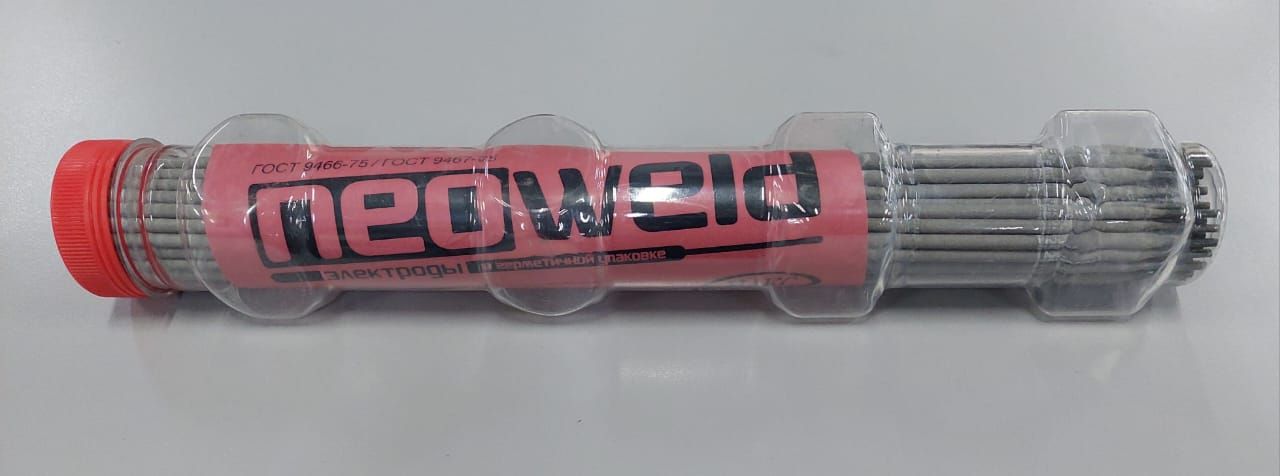 ГОСТ 9466-75 / ГОСТ 9467-75
neoweld
электроды в герметичной упаковке